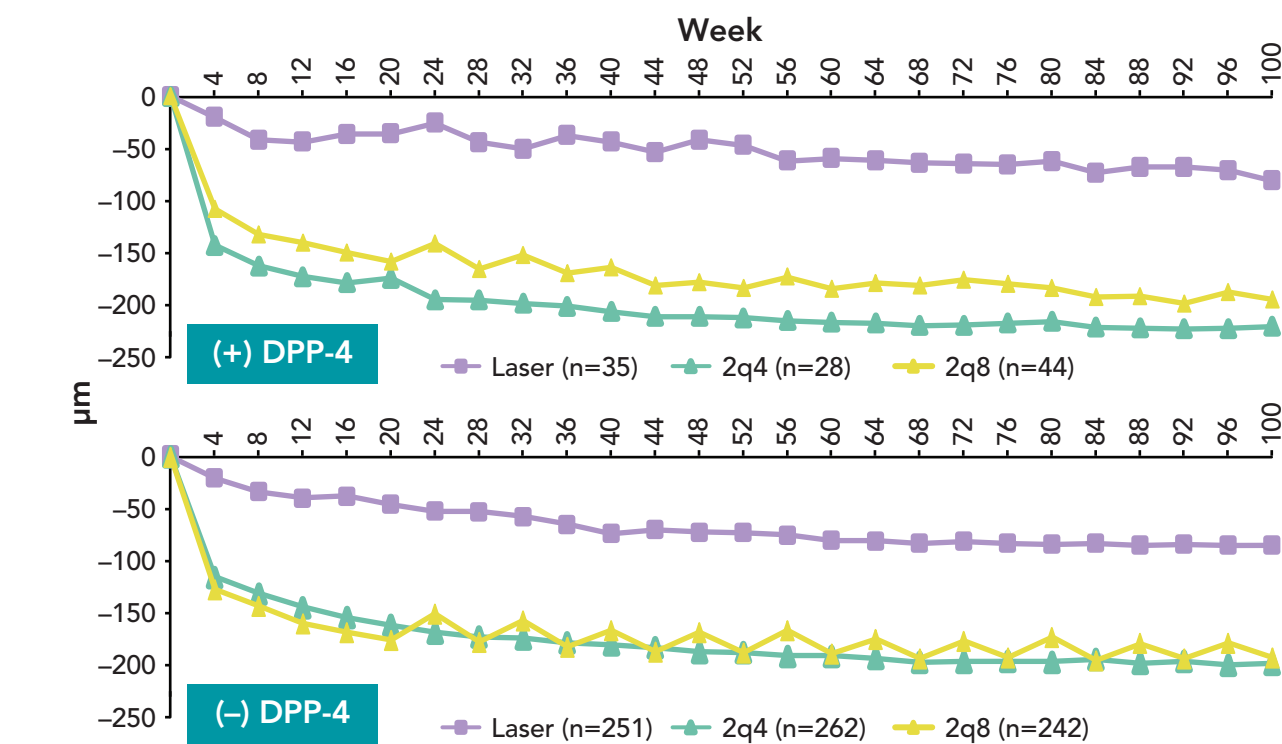 Week
4 8 12 16 20 24 28 32 36 40 44 48 52 56 60 64 68 72 76 80 84 88 92 96 100
0
–50
–100
–150
–200
–250
(+) DPP-4
Laser (n=35) 2q4 (n=28) 2q8 (n=44)
µm
4 8 12 16 20 24 28 32 36 40 44 48 52 56 60 64 68 72 76 80 84 88 92 96 100
0
–50
–100
–150
–200
–250
(–) DPP-4
Laser (n=251) 2q4 (n=262) 2q8 (n=242)